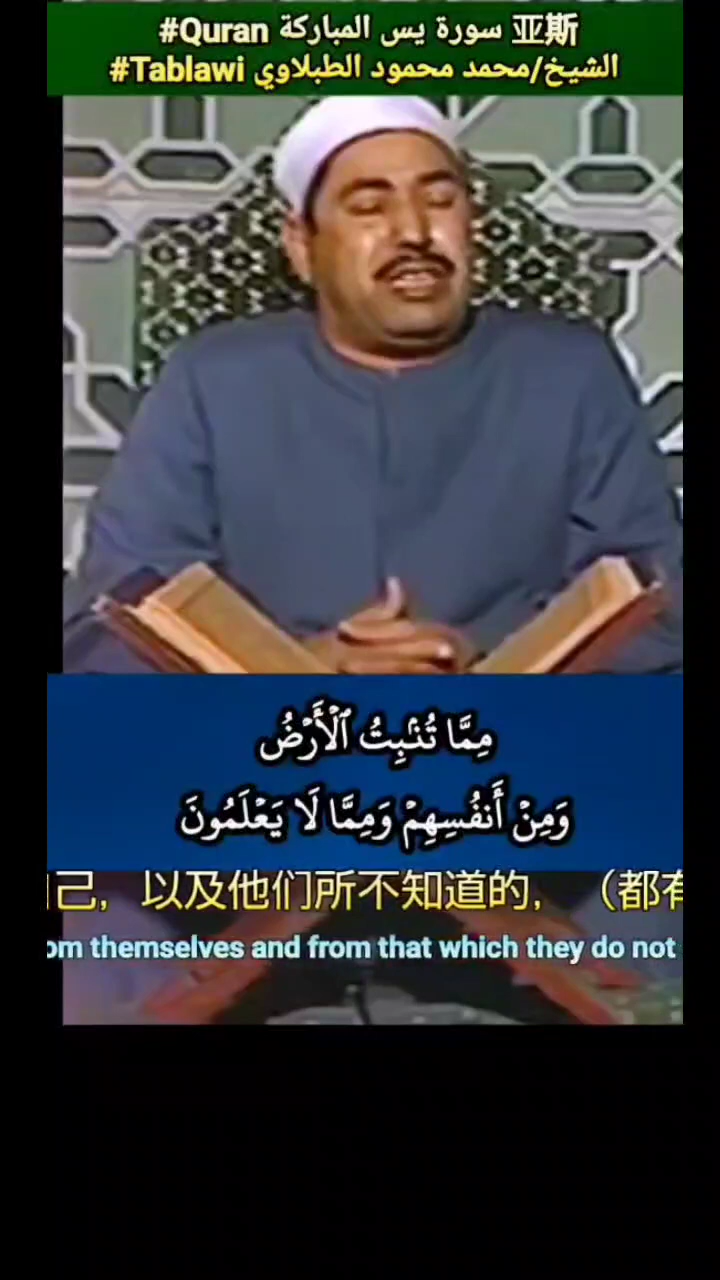 #Quran سورة يس المباركة 亚斯
#Tablawi الشيخ/محمد محمود الطبلاوي
مِمَّا تُنۢبِتُ ٱلْأَرْضُ
وَمِنْ أَنفُسِهِمْ وَمِمَّا لَا يَعْلَمُونَ
己，以及他们所不知道的，（都有
om themselves and from that which they do not